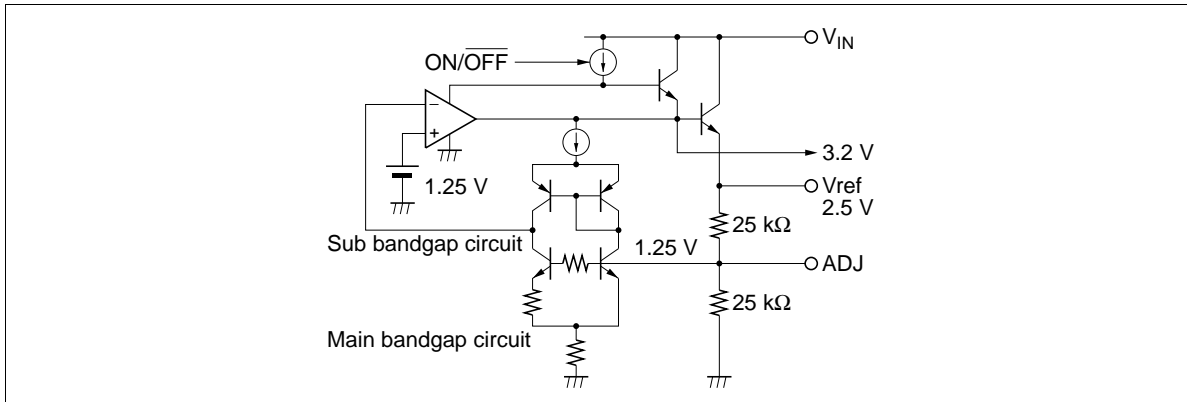 V_IN
ON/O̅F̅F̅
−
+
3.2 V
1.25 V
Vref
2.5 V
25 kΩ
Sub bandgap circuit
1.25 V
ADJ
25 kΩ
Main bandgap circuit